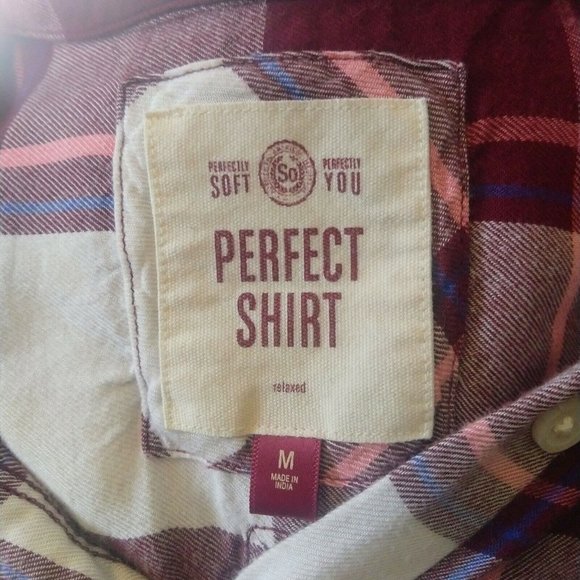 PERFECTLY SOFT
So
PERFECTLY YOU
PERFECT
SHIRT
relaxed
M
MADE IN
INDIA